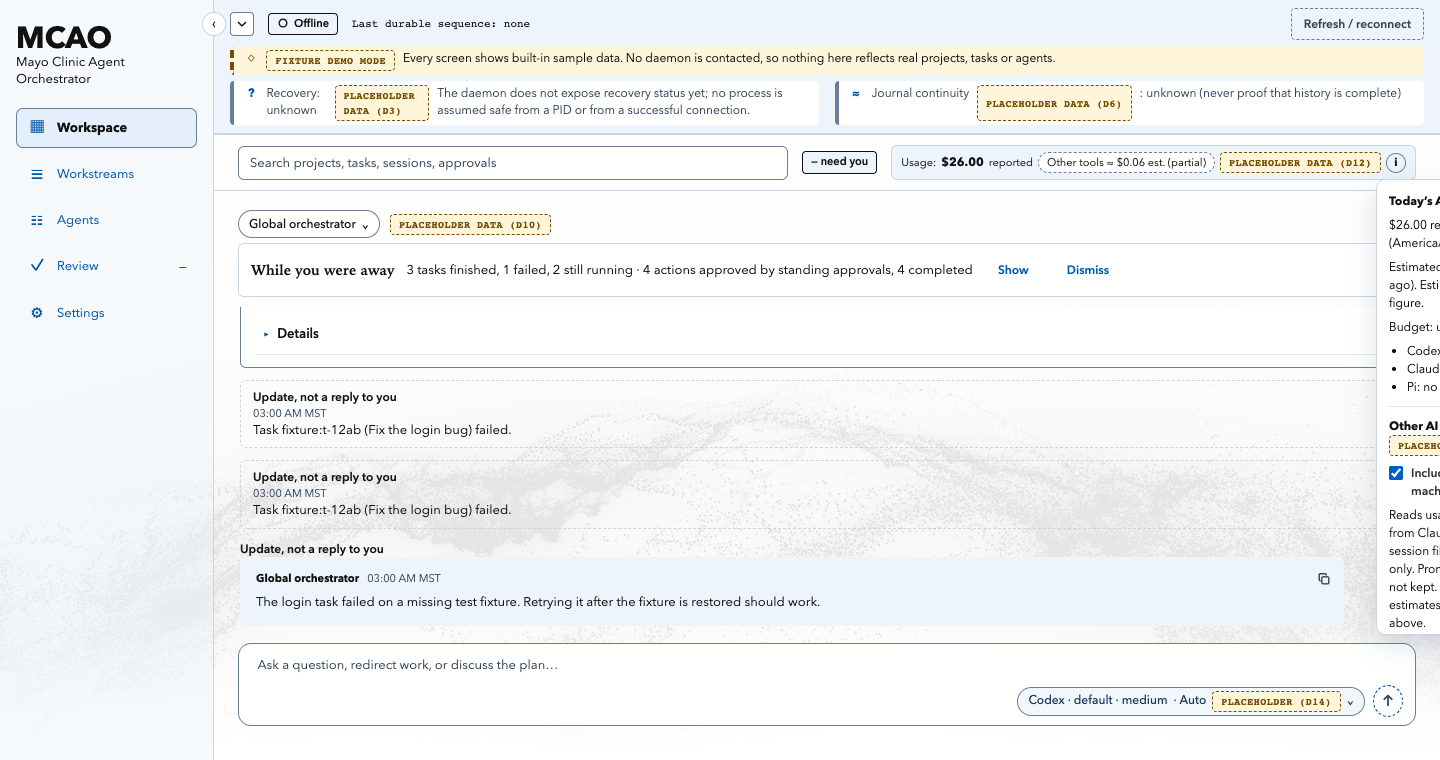 MCAO
Mayo Clinic Agent
Orchestrator
Workspace
Workstreams
Agents
Review –
Settings
Offline
Last durable sequence: none
Refresh / reconnect
FIXTURE DEMO MODE Every screen shows built-in sample data. No daemon is contacted, so nothing here reflects real projects, tasks or agents.
? Recovery:
unknown
PLACEHOLDER
DATA (D3)
The daemon does not expose recovery status yet; no process is
assumed safe from a PID or from a successful connection.
≈ Journal continuity PLACEHOLDER DATA (D6) : unknown (never proof that history is complete)
Search projects, tasks, sessions, approvals
– need you
Usage: $26.00 reported Other tools ≈ $0.06 est. (partial) PLACEHOLDER DATA (D12) i
Global orchestrator PLACEHOLDER DATA (D10)
While you were away 3 tasks finished, 1 failed, 2 still running · 4 actions approved by standing approvals, 4 completed Show Dismiss
Details
Update, not a reply to you
03:00 AM MST
Task fixture:t-12ab (Fix the login bug) failed.
Update, not a reply to you
03:00 AM MST
Task fixture:t-12ab (Fix the login bug) failed.
Update, not a reply to you
Global orchestrator 03:00 AM MST
The login task failed on a missing test fixture. Retrying it after the fixture is restored should work.
Today's A
$26.00 re
(America/
Estimated
ago). Esti
figure.
Budget: u
• Codex
• Claud
• Pi: no
Other AI
PLACEHO
Inclu
mach
Reads usa
from Clau
session fi
only. Pron
not kept.
estimates
above.
Ask a question, redirect work, or discuss the plan…
Codex · default · medium · Auto PLACEHOLDER (D14)